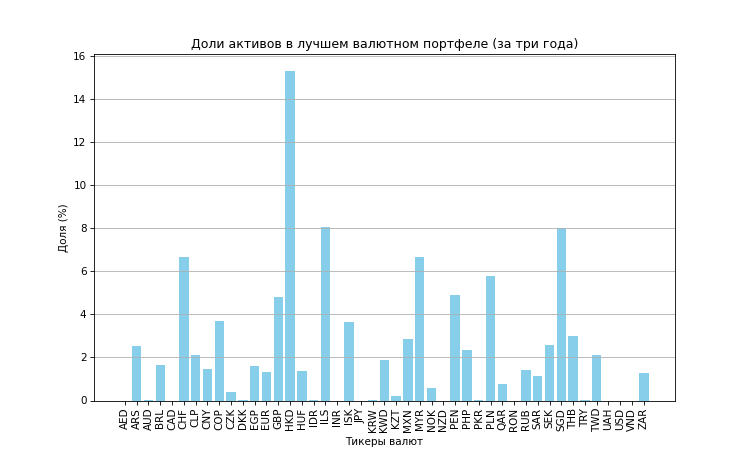 Доли активов в лучшем валютном портфеле (за три года)
Доля (%)
16
14
12
10
8
6
4
2
0
AED
ARS
AUD
BRL
CAD
CHF
CLP
CNY
COP
CZK
DKK
EGP
EUR
GBP
HKD
HUF
IDR
ILS
INR
ISK
JPY
KRW
KWD
KZT
MXN
MYR
NOK
NZD
PEN
PHP
PKR
PLN
QAR
RON
RUB
SAR
SEK
SGD
THB
TRY
TWD
UAH
USD
VND
ZAR
Тикеры валют